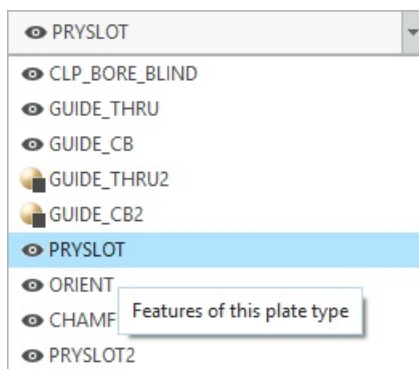 PRYSLOT
CLP_BORE_BLIND
GUIDE_THRU
GUIDE_CB
GUIDE_THRU2
GUIDE_CB2
PRYSLOT
ORIENT
Features of this plate type
CHAMF
PRYSLOT2